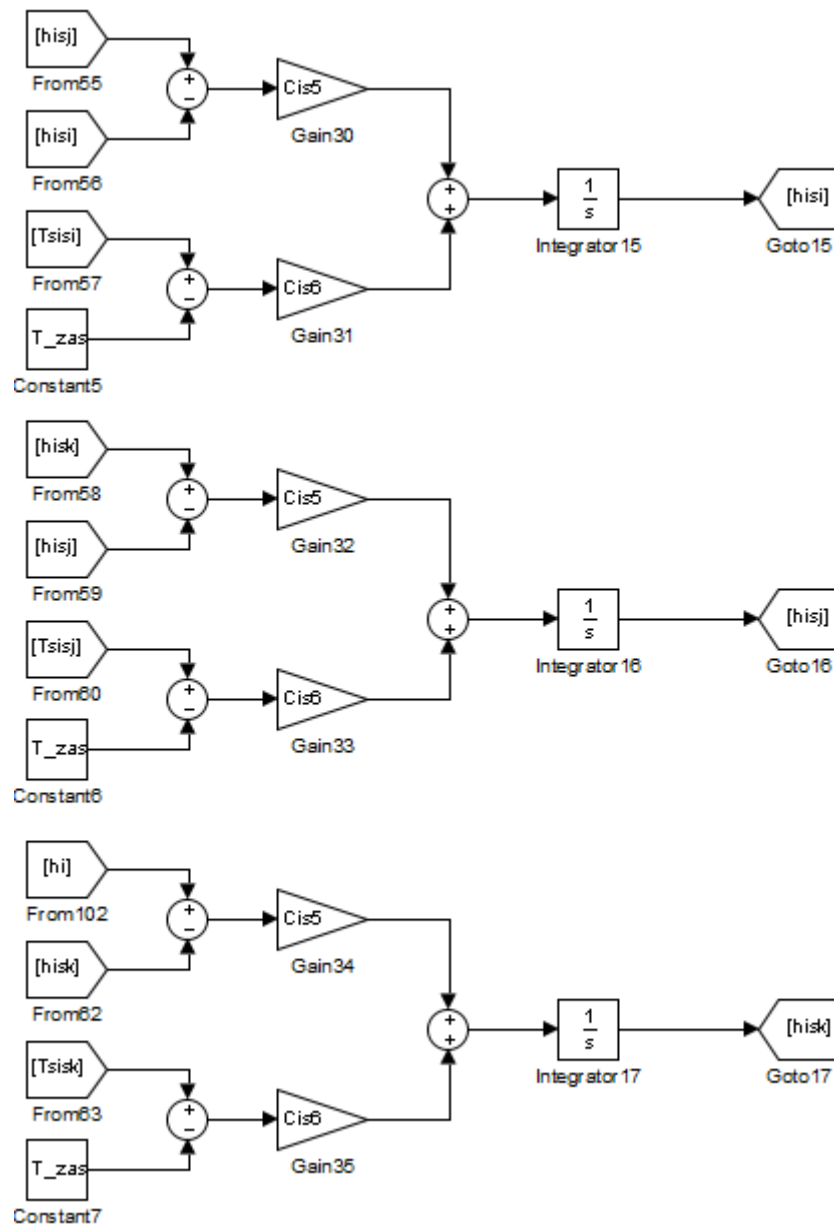 [hisj]
From55
+
−
Cis5
Gain30
[hisi]
From56
+
+
1
s
Integrator15
[hisi]
Goto15
[Tsisi]
From57
+
−
Cis6
Gain31
T_zas
Constant5
[hisk]
From58
+
−
Cis5
Gain32
[hisj]
From59
+
+
1
s
Integrator16
[hisj]
Goto16
[Tsisj]
From60
+
−
Cis6
Gain33
T_zas
Constant6
[hi]
From102
+
−
Cis5
Gain34
[hisk]
From62
+
+
1
s
Integrator17
[hisk]
Goto17
[Tsisk]
From63
+
−
Cis6
Gain35
T_zas
Constant7